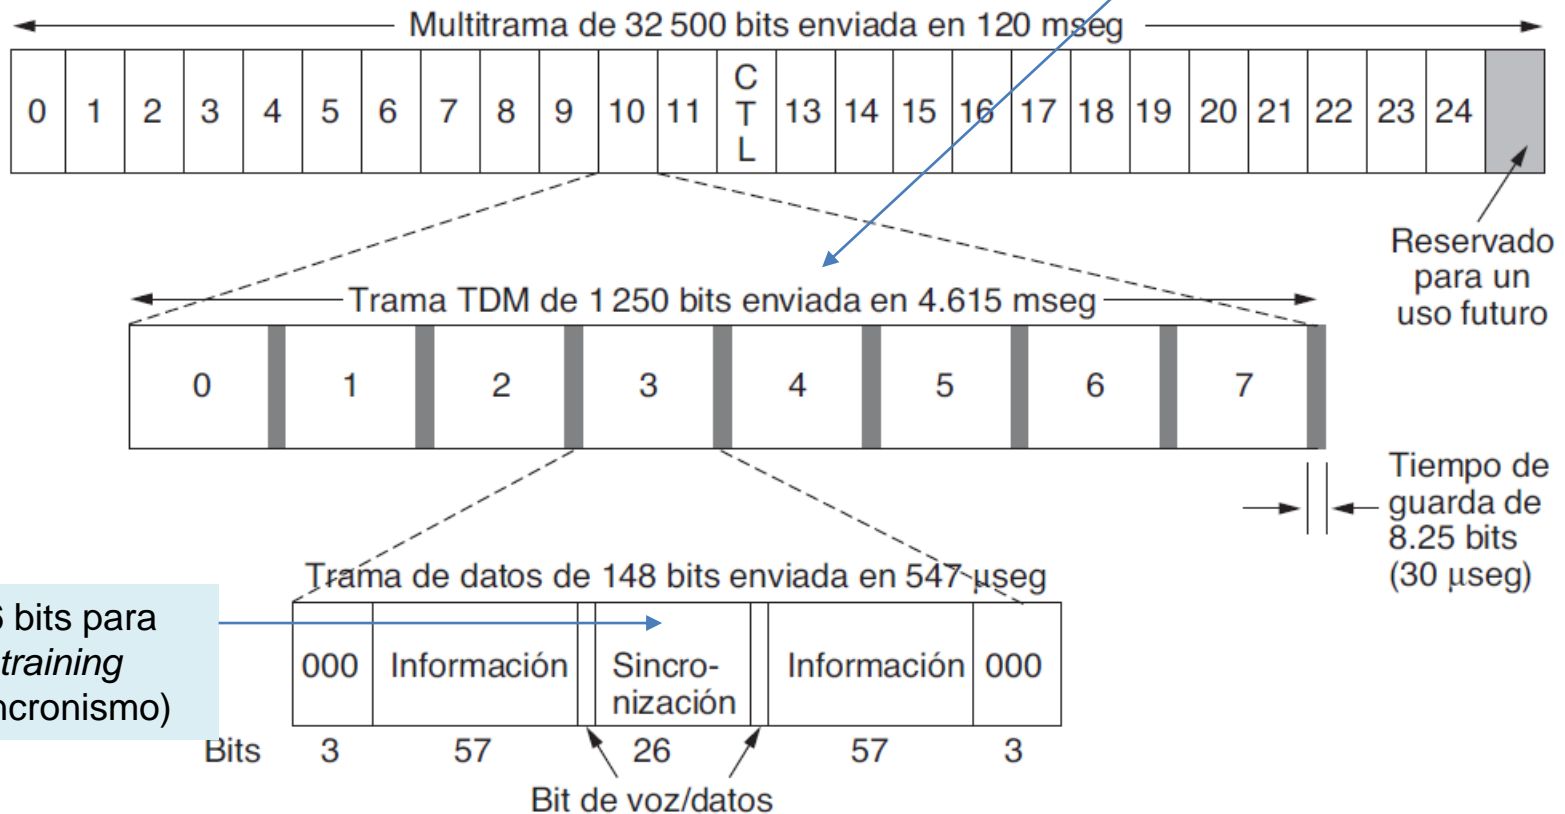 Multitrama de 32 500 bits enviada en 120 mseg
0 1 2 3 4 5 6 7 8 9 10 11 C T L 13 14 15 16 17 18 19 20 21 22 23 24
Reservado
para un
uso futuro
Trama TDM de 1 250 bits enviada en 4.615 mseg
0 1 2 3 4 5 6 7
Tiempo de
guarda de
8.25 bits
(30 μseg)
Trama de datos de 148 bits enviada en 547 μseg
6 bits para
training
ncronismo)
000 Información Sincro- Información 000
nización
Bits 3 57 26 57 3
Bit de voz/datos